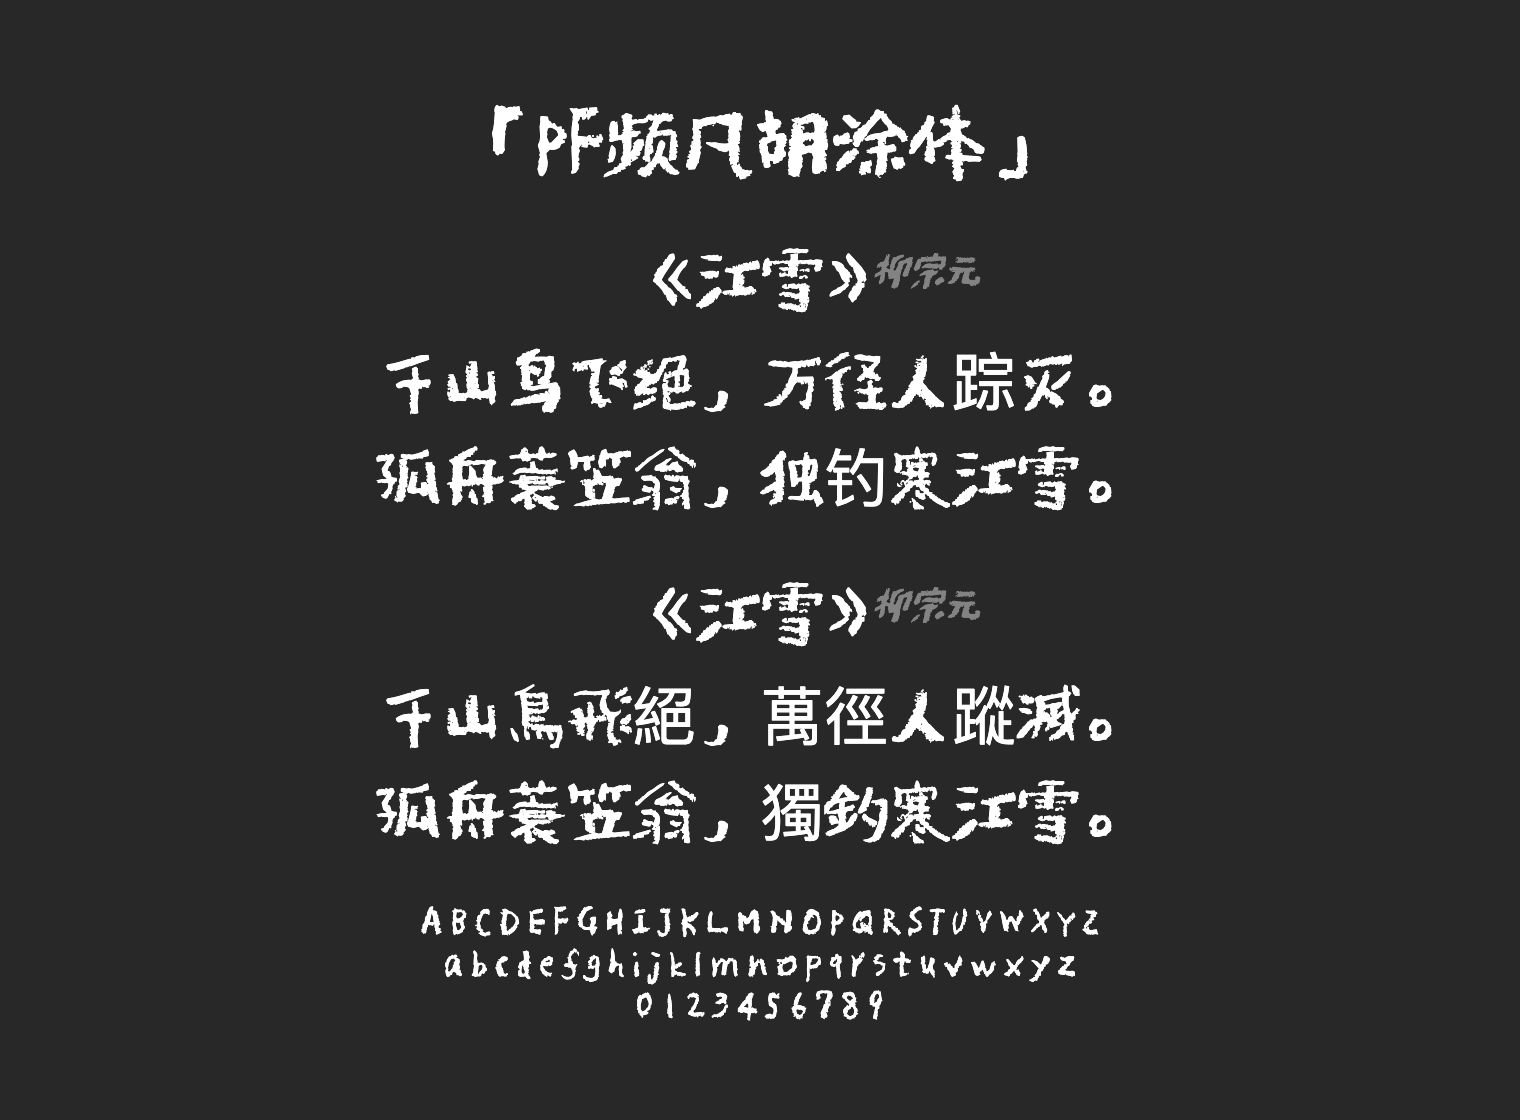 「PF频凡胡涂体」
《江雪》柳宗元
千山鸟飞绝，万径人踪灭。
孤舟蓑笠翁，独钓寒江雪。
《江雪》柳宗元
千山鳥飛絕，萬徑人蹤滅。
孤舟蓑笠翁，獨釣寒江雪。
ABCDEFGHIJKLMNOPQRSTUVWXYZ
abcdefghijklmnopqrstuvwxyz
0123456789